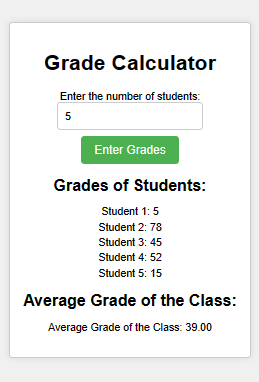 Grade Calculator
Enter the number of students:
5
Enter Grades
Grades of Students:
Student 1: 5
Student 2: 78
Student 3: 45
Student 4: 52
Student 5: 15
Average Grade of the Class:
Average Grade of the Class: 39.00